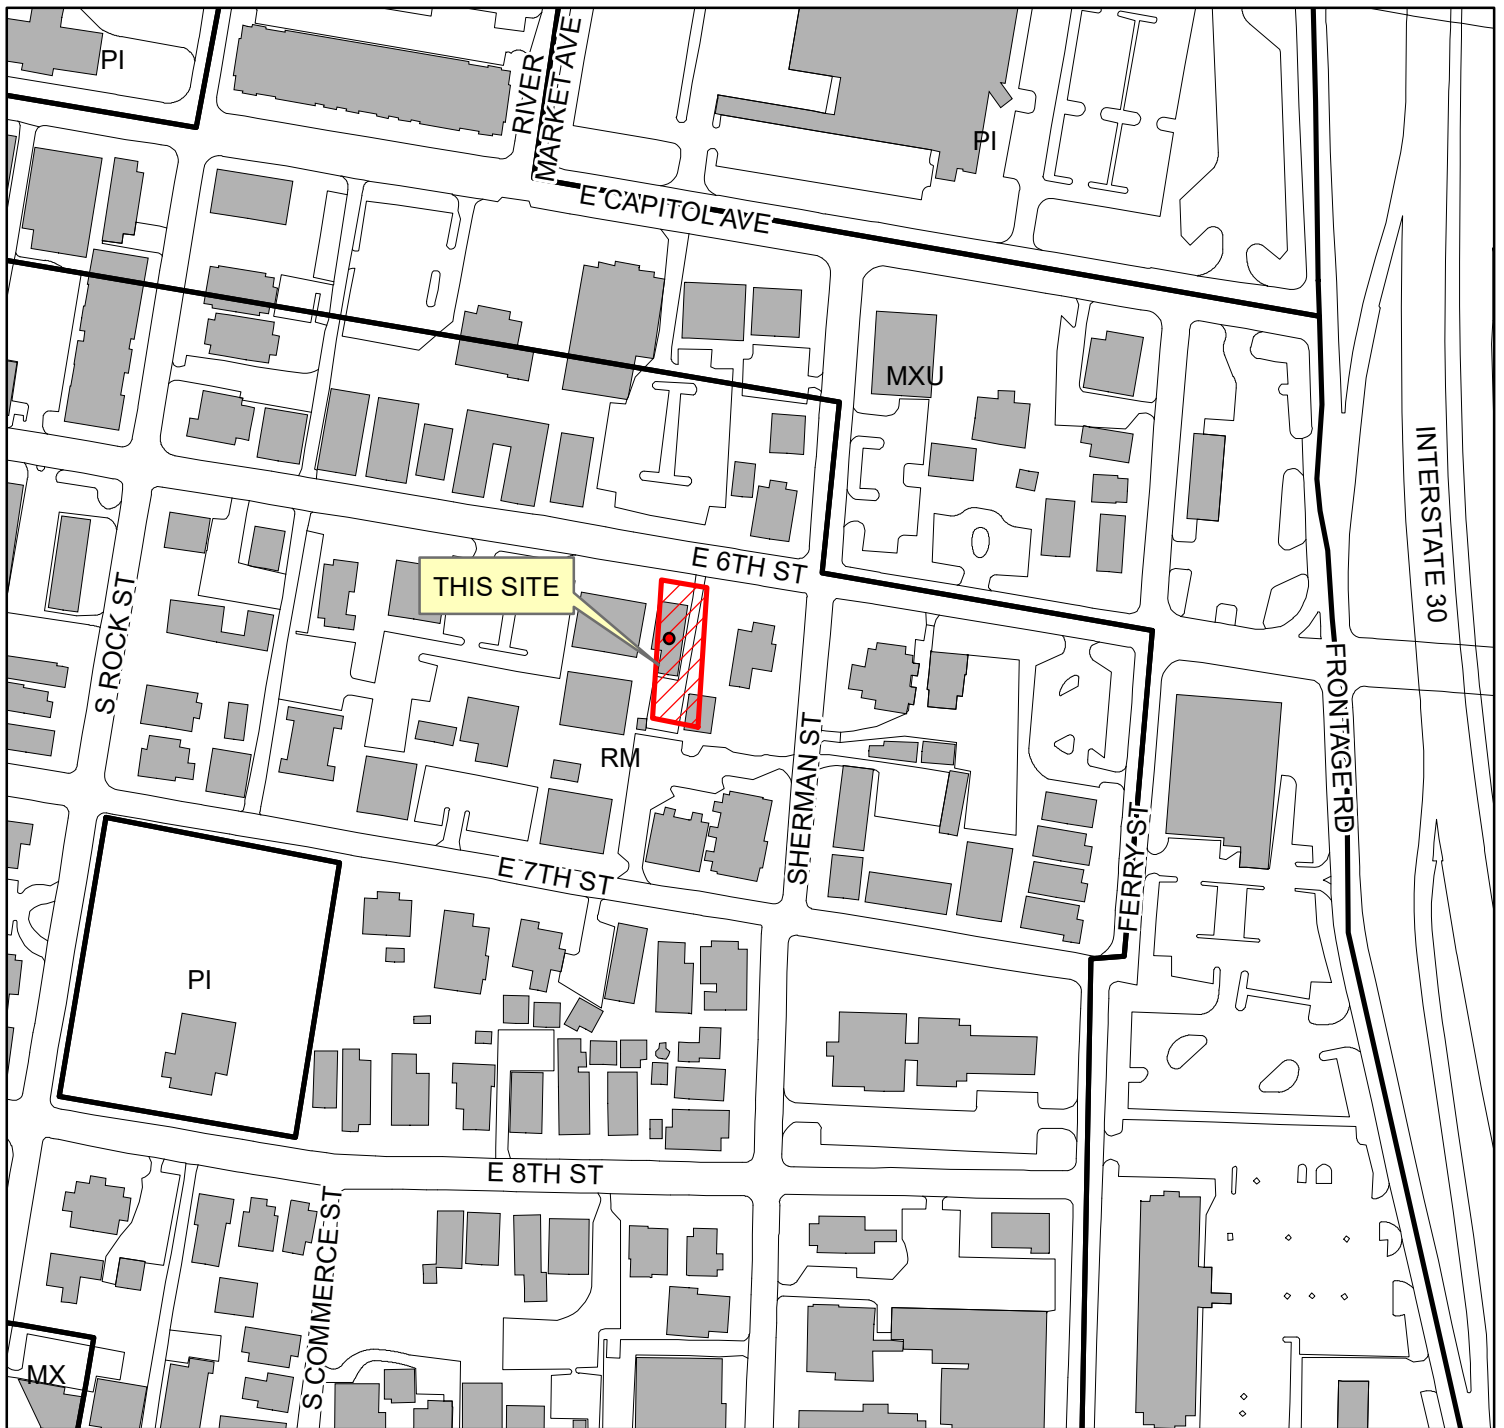 PI
RIVER
MARKET AVE
PI
E CAPITOL AVE
MXU
INTERSTATE 30
E 6TH ST
THIS SITE
S ROCK ST
FRONTAGE RD
RM
SHERMAN ST
FERRY ST
E 7TH ST
PI
E 8TH ST
S COMMERCE ST
MX